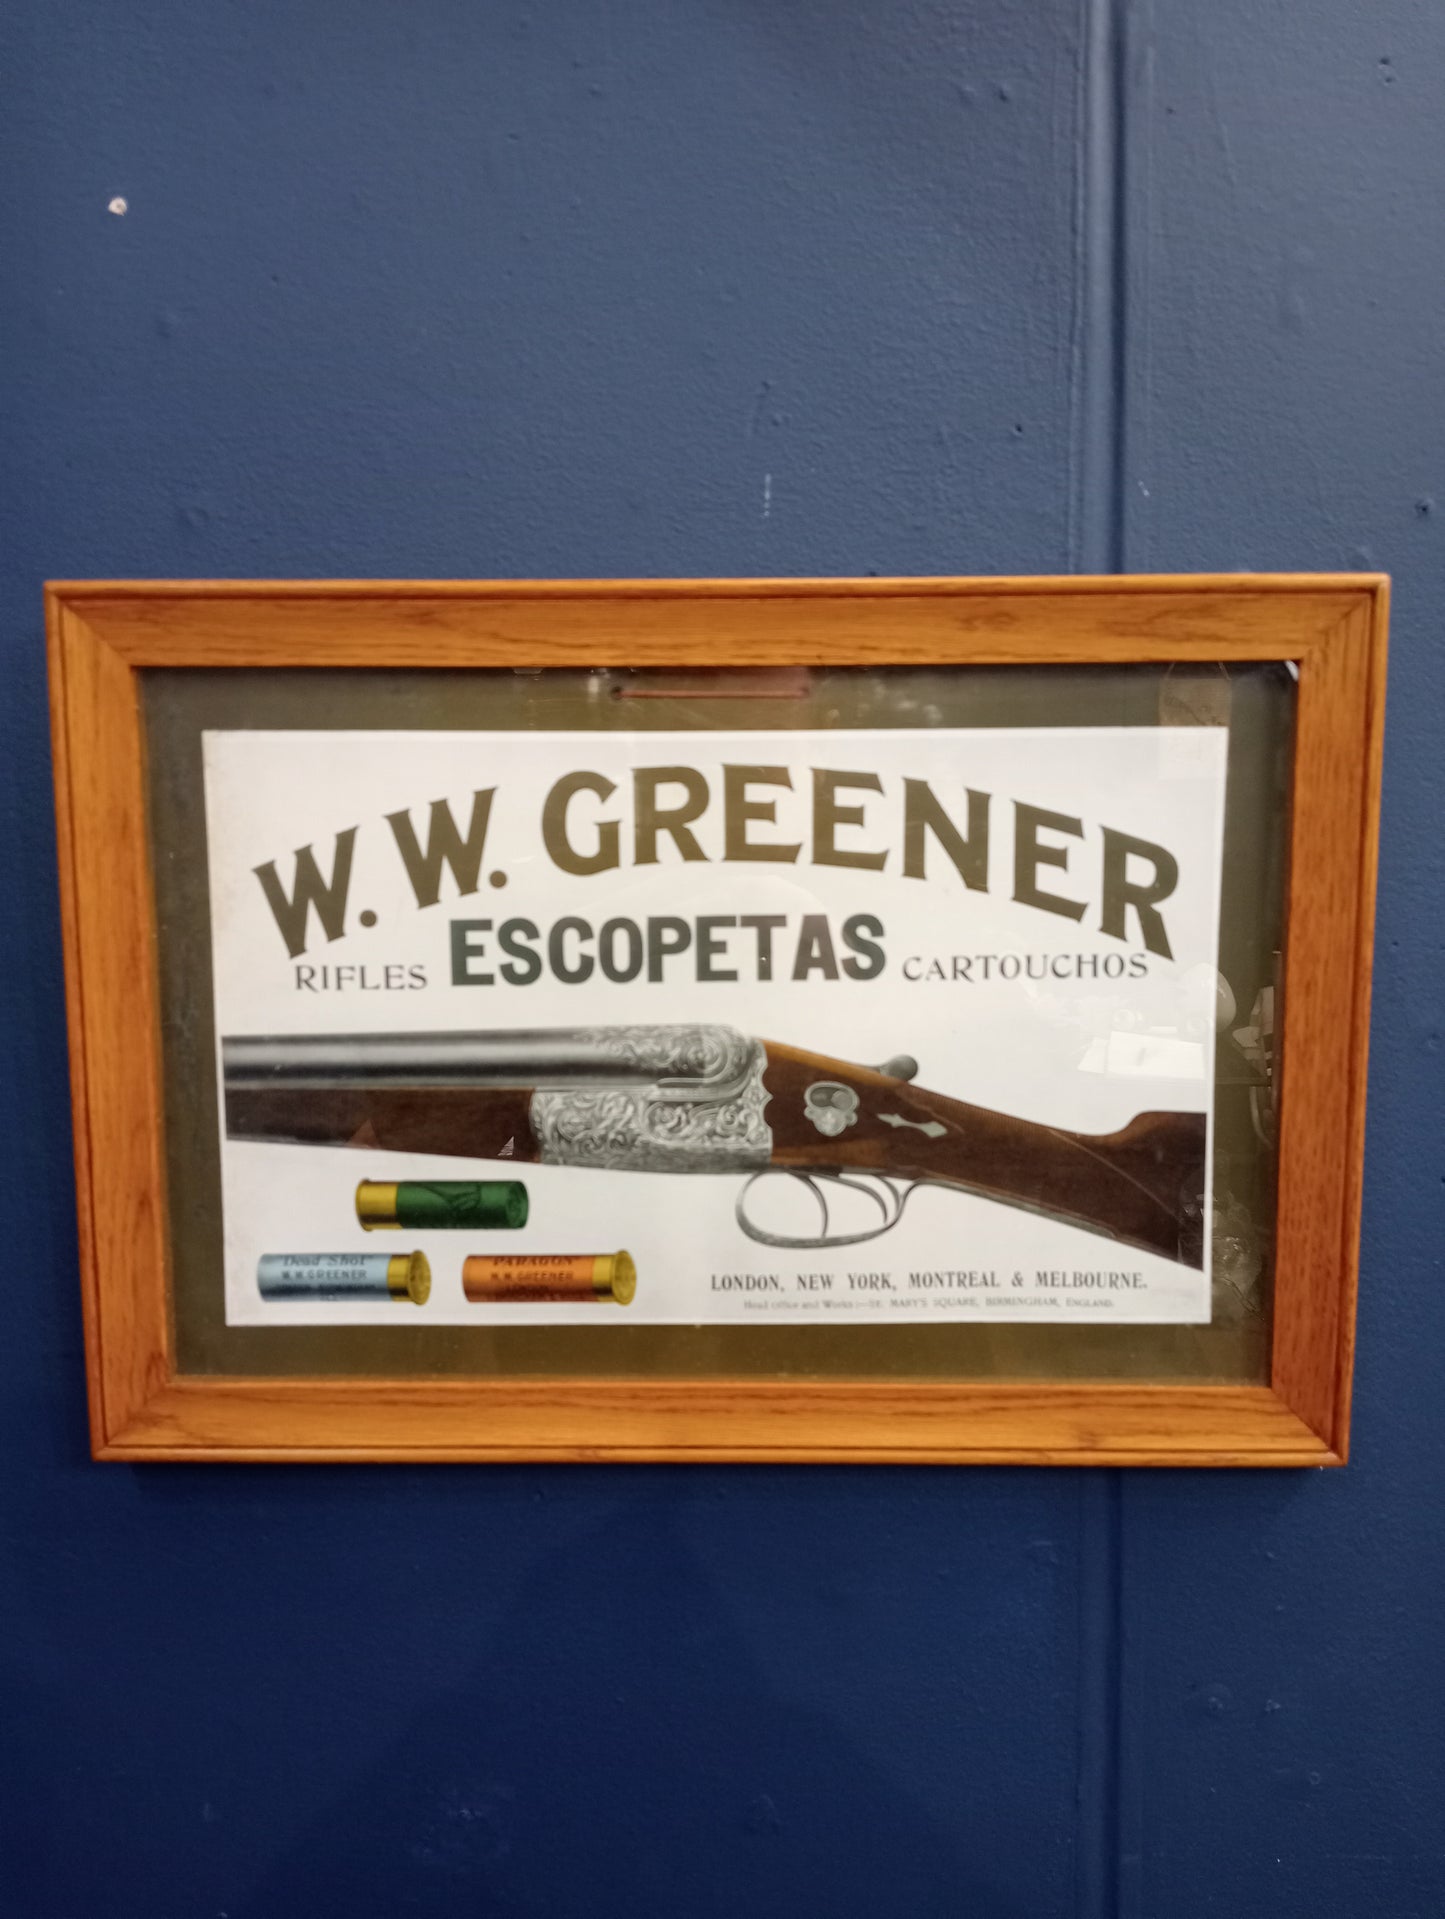 W. W. GREENER
RIFLES ESCOPETAS CARTOUCHOS
"Dead Shot"
W. W. GREENER
PARAGON
W. W. GREENER
LONDON, NEW YORK, MONTREAL & MELBOURNE.
Head office and Works:—ST. MARY'S SQUARE, BIRMINGHAM, ENGLAND.